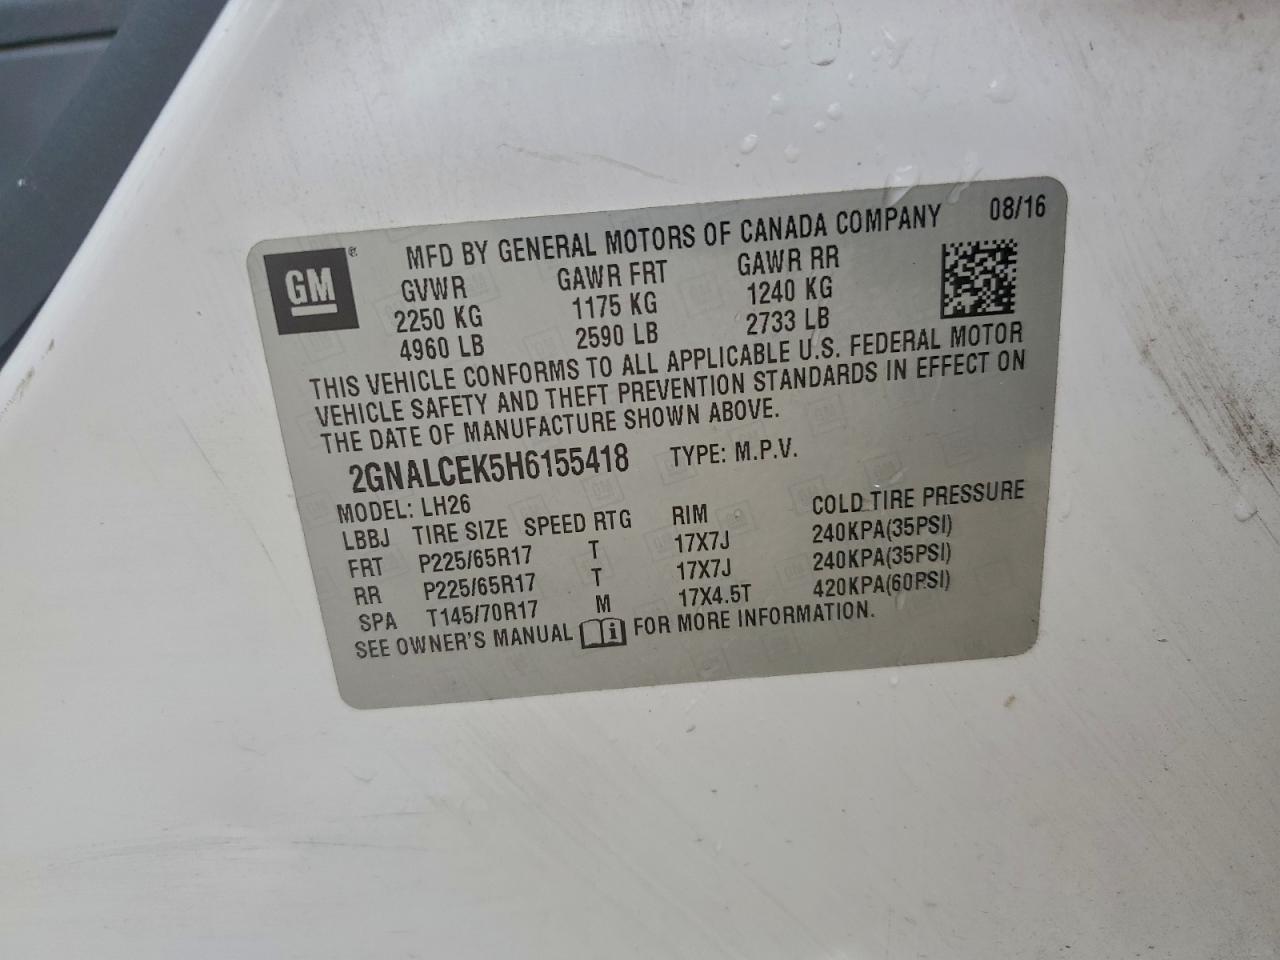 GM ® MFD BY GENERAL MOTORS OF CANADA COMPANY 08/16
GVWR GAWR FRT GAWR RR
2250 KG 1175 KG 1240 KG
4960 LB 2590 LB 2733 LB
THIS VEHICLE CONFORMS TO ALL APPLICABLE U.S. FEDERAL MOTOR
VEHICLE SAFETY AND THEFT PREVENTION STANDARDS IN EFFECT ON
THE DATE OF MANUFACTURE SHOWN ABOVE.
2GNALCEK5H6155418 TYPE: M.P.V.
MODEL: LH26
LBBJ TIRE SIZE SPEED RTG RIM COLD TIRE PRESSURE
FRT P225/65R17 T 17X7J 240KPA(35PSI)
RR P225/65R17 T 17X7J 240KPA(35PSI)
SPA T145/70R17 M 17X4.5T 420KPA(60PSI)
SEE OWNER'S MANUAL FOR MORE INFORMATION.